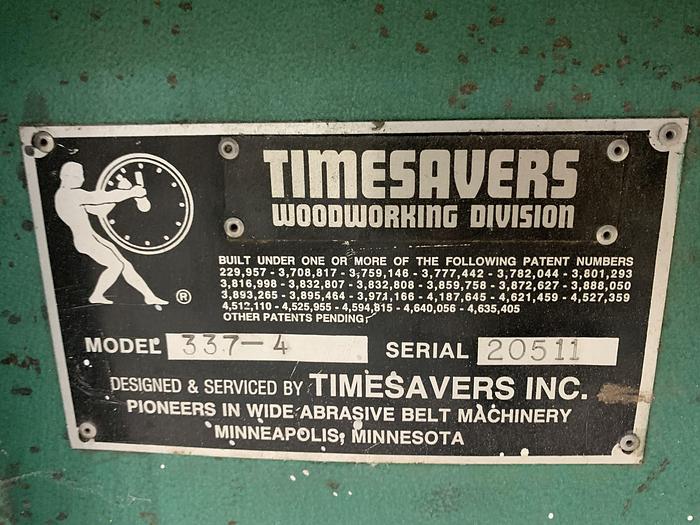 TIMESAVERS
WOODWORKING DIVISION
BUILT UNDER ONE OR MORE OF THE FOLLOWING PATENT NUMBERS
229,957 - 3,708,817 - 3,759,146 - 3,777,442 - 3,782,044 - 3,801,293
3,816,998 - 3,832,807 - 3,832,808 - 3,859,758 - 3,872,627 - 3,888,050
3,893,265 - 3,895,464 - 3,971,166 - 4,187,645 - 4,621,459 - 4,527,359
4,512,110 - 4,525,955 - 4,594,815 - 4,640,056 - 4,635,405
OTHER PATENTS PENDING
®
MODEL 337-4 SERIAL 20511
DESIGNED & SERVICED BY TIMESAVERS INC.
PIONEERS IN WIDE ABRASIVE BELT MACHINERY
MINNEAPOLIS, MINNESOTA